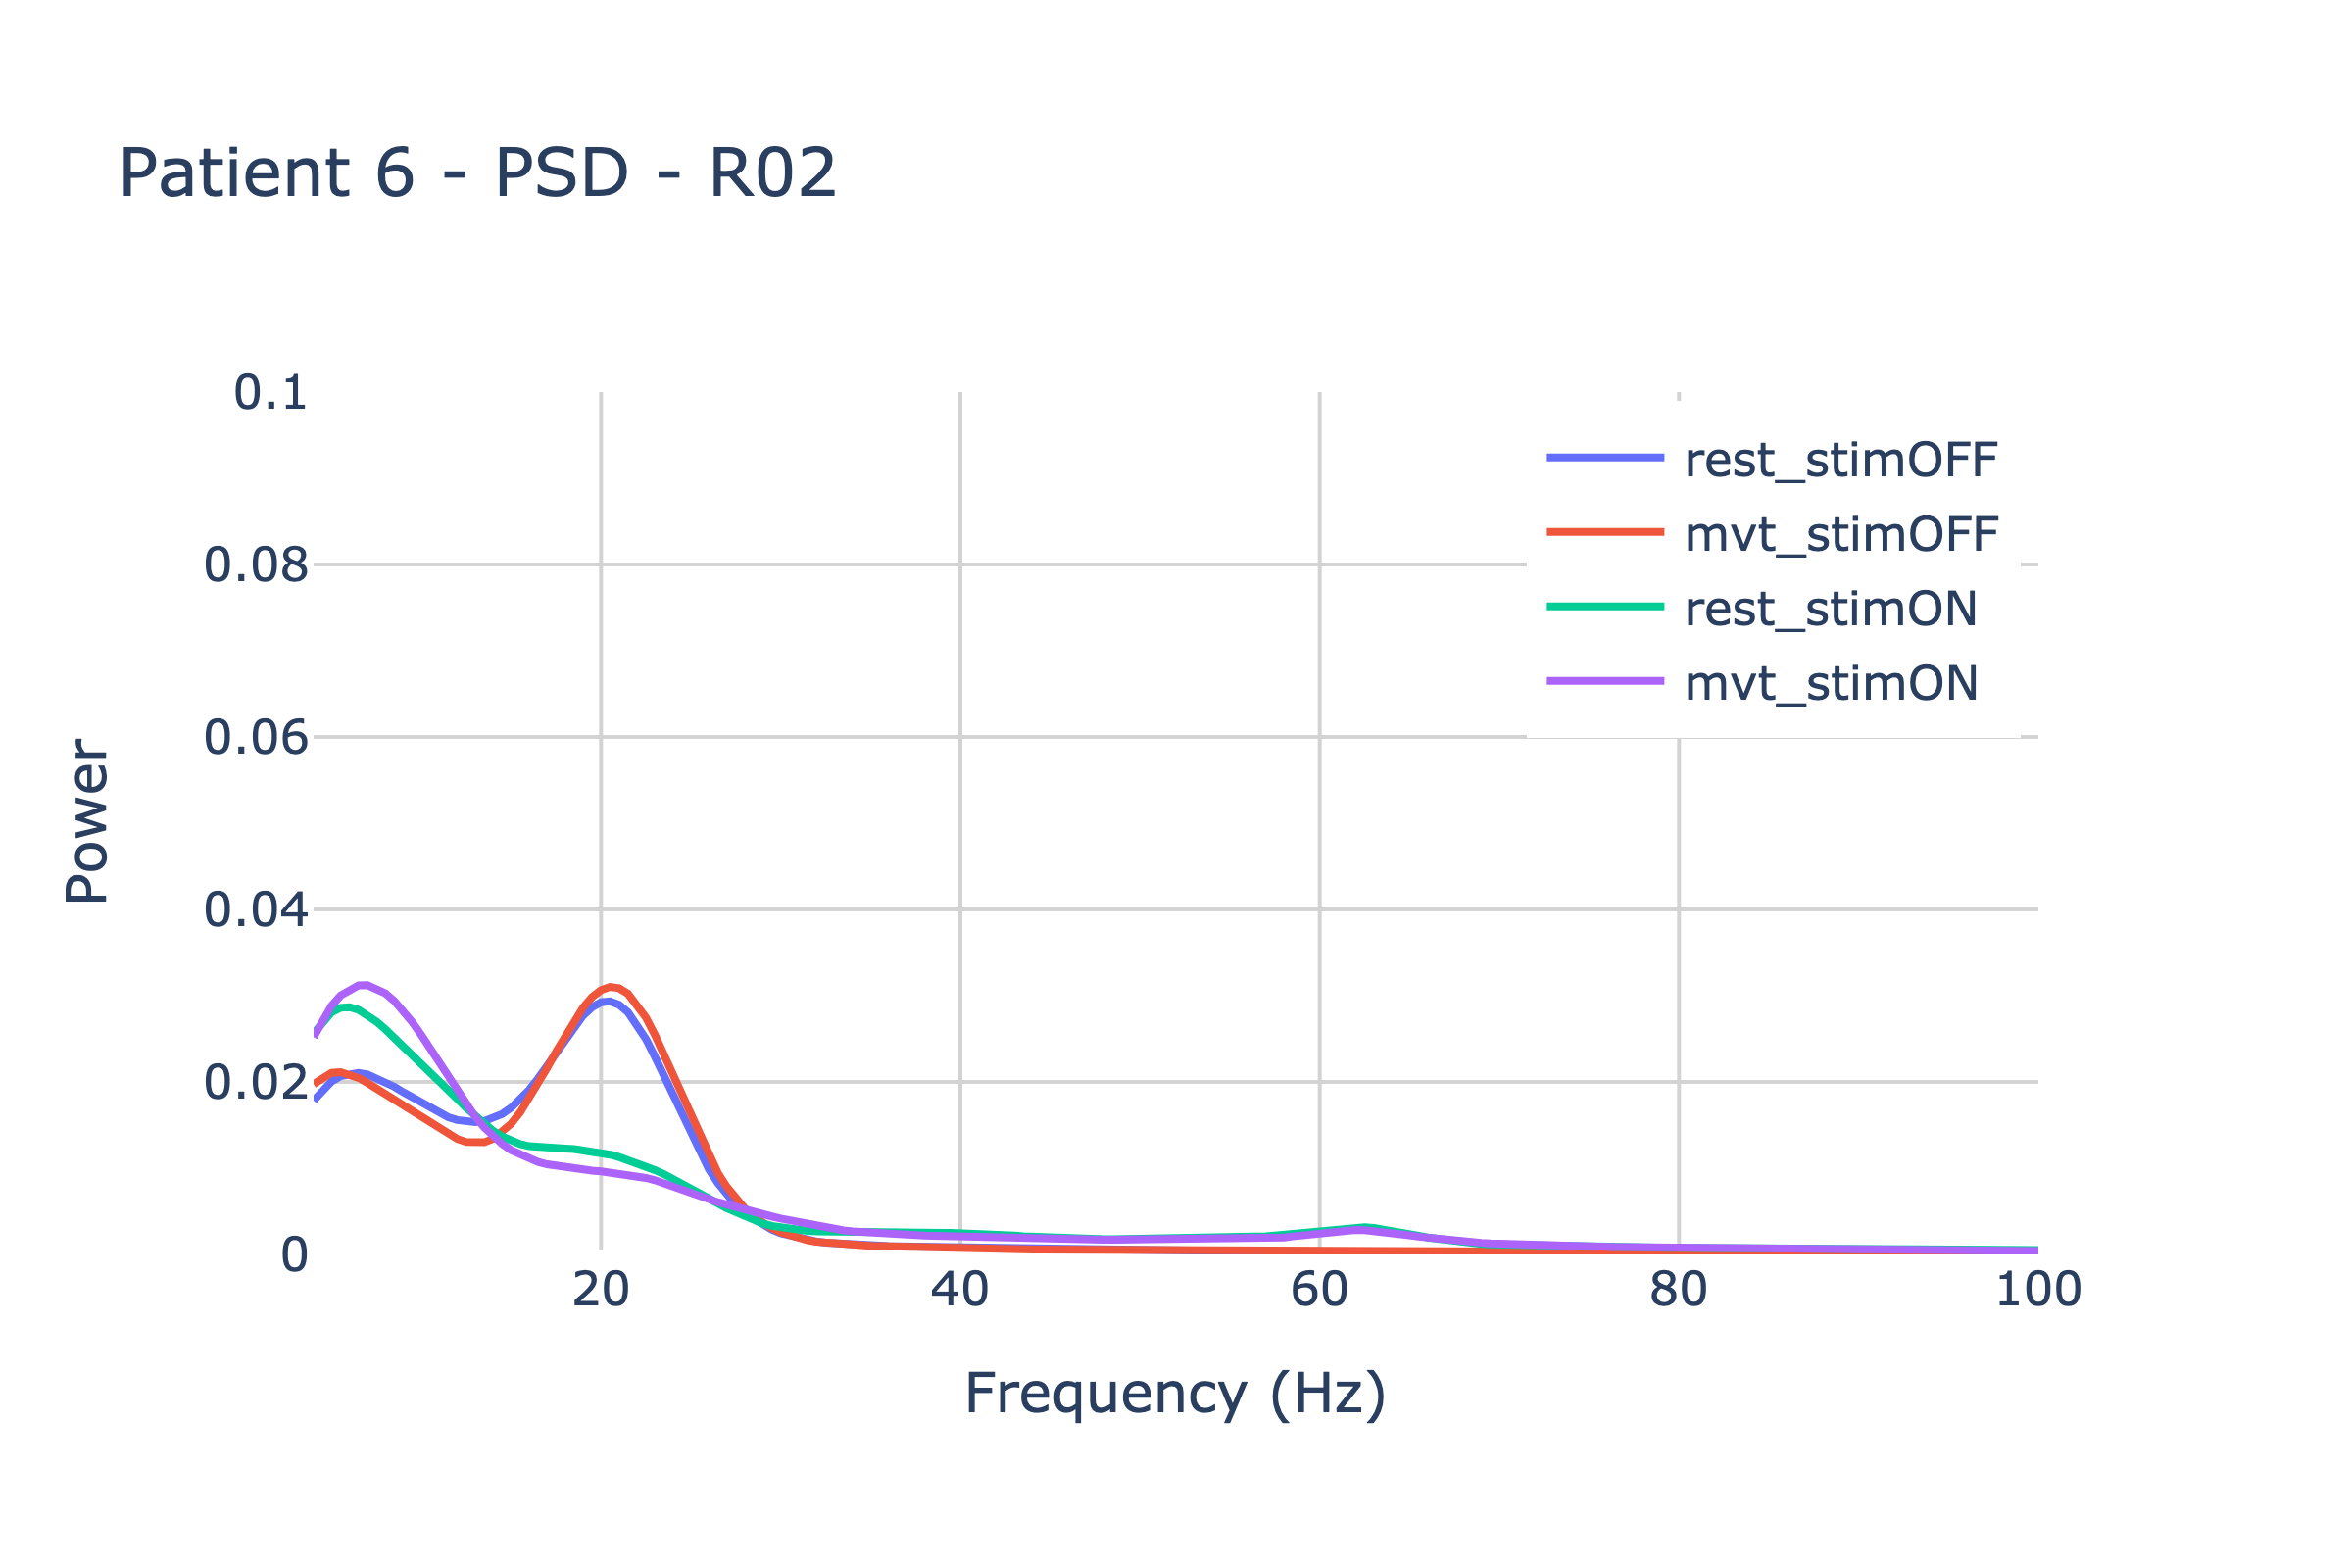 Patient 6 - PSD - R02
0.1
0.08
0.06
0.04
0.02
0
Power
20
40
60
80
100
Frequency (Hz)
rest_stimOFF
mvt_stimOFF
rest_stimON
mvt_stimON